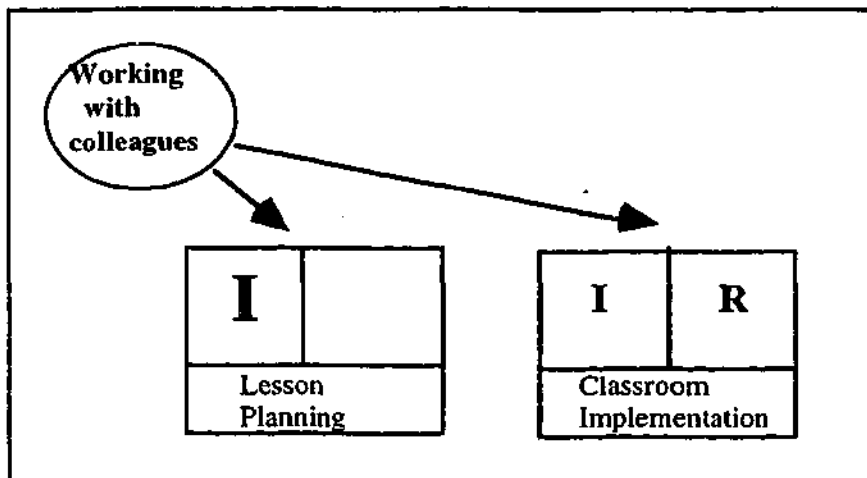 Working
with
colleagues
I
I R
Lesson
Planning
Classroom
Implementation